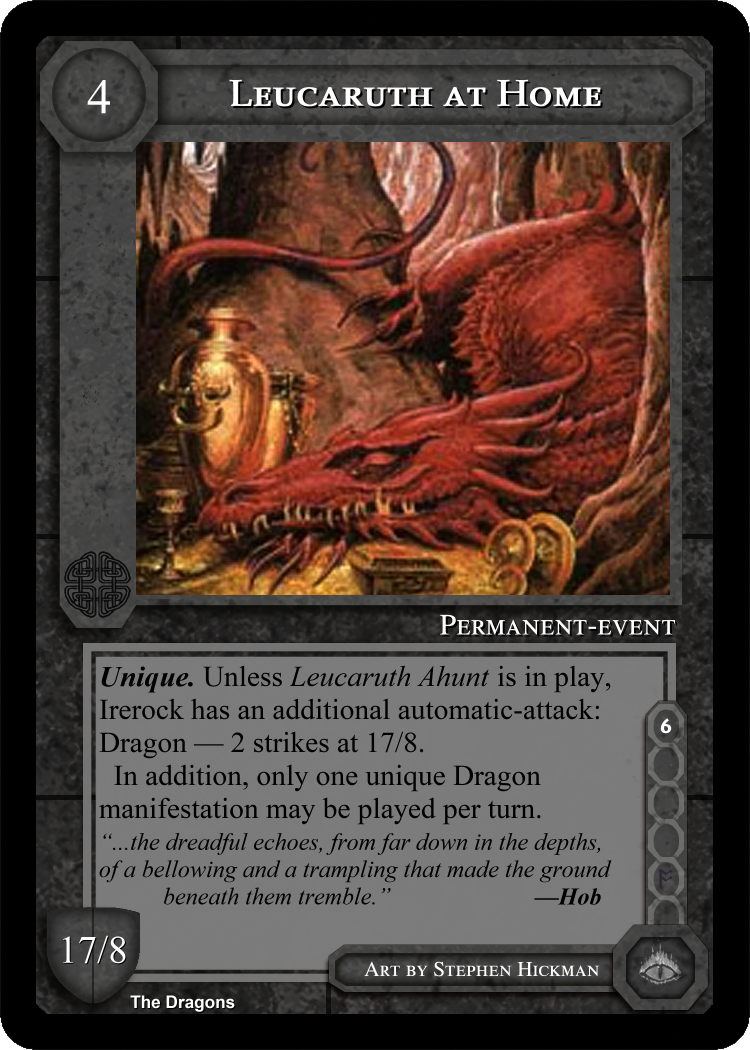 4
Leucaruth at Home
Permanent-event
Unique. Unless Leucaruth Ahunt is in play,
Irerock has an additional automatic-attack:
Dragon — 2 strikes at 17/8.
In addition, only one unique Dragon
manifestation may be played per turn.
“...the dreadful echoes, from far down in the depths,
of a bellowing and a trampling that made the ground
beneath them tremble.” —Hob
6
17/8
Art by Stephen Hickman
The Dragons